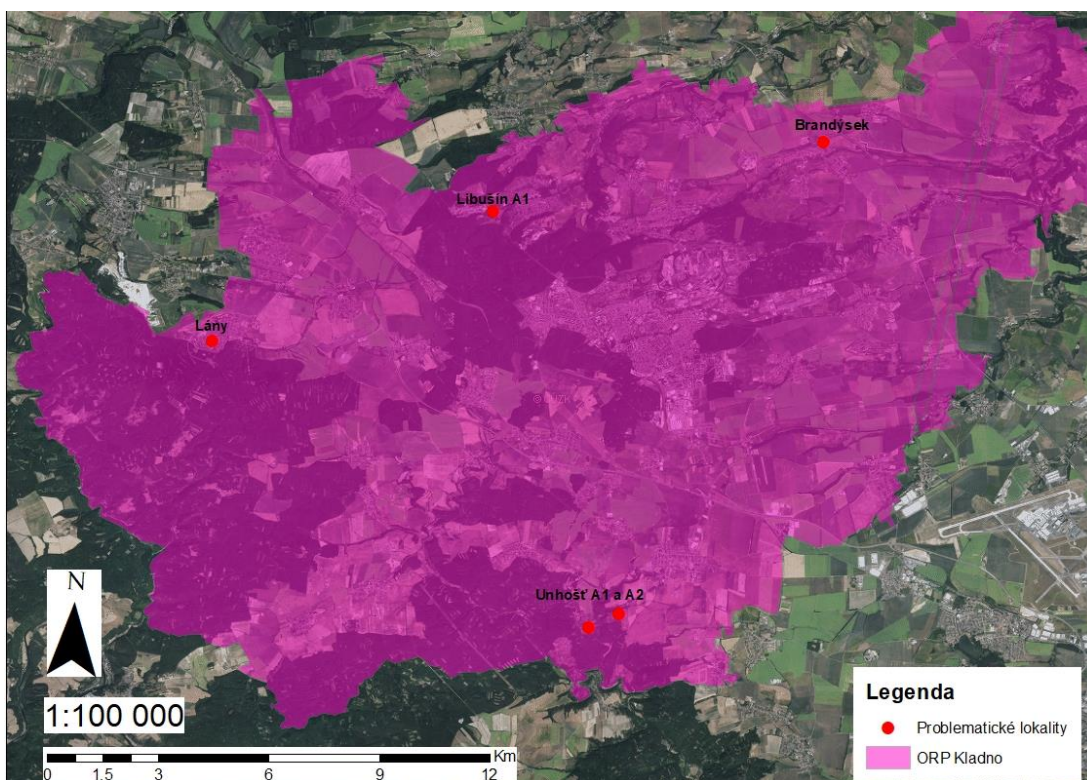 Brandýsek
Libušín A1
Lány
Unhošť A1 a A2
N
1:100 000
Km
0 1.5 3 6 9 12
Legenda
Problematické lokality
ORP Kladno